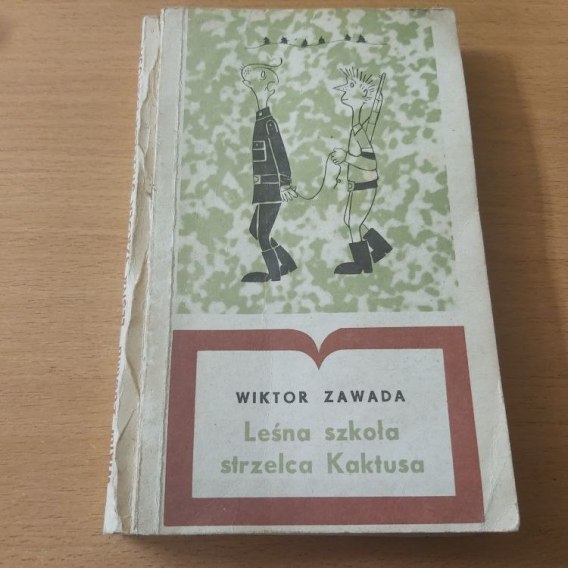 WIKTOR ZAWADA
Leśna szkoła
strzelca Kaktusa